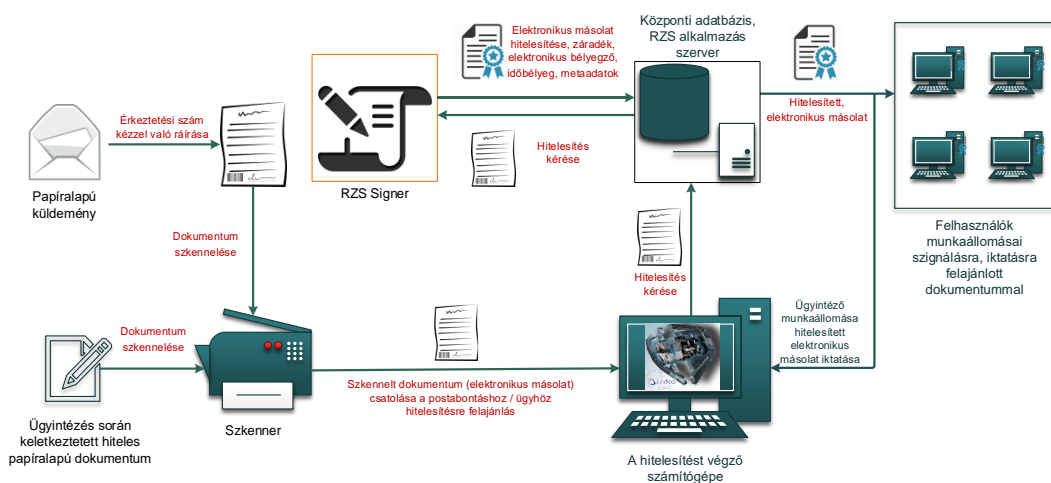 Elektronikus másolat
hitelesítése, záradék,
elektronikus bélyegző,
időbélyeg, metaadatok
Központi adatbázis,
RZS alkalmazás
szerver
Érkeztetési szám
kézzel való ráírása
Hitelesített,
elektronikus másolat
Hitelesítés
kérése
Papíralapú
küldemény
RZS Signer
Felhasználók
munkaállomásai
szignálásra, iktatásra
felajánlott
dokumentummal
Dokumentum
szkennelése
Hitelesítés
kérése
Ügyintéző
munkaállomása
hitelesített
elektronikus
másolat iktatása
Dokumentum
szkennelése
Szkennelt dokumentum (elektronikus másolat)
csatolása a postabontáshoz / ügyhöz
hitelesítésre felajánlás
Ügyintézés során
keletkeztetett hiteles
papíralapú dokumentum
Szkenner
A hitelesítést végző
számítógépe